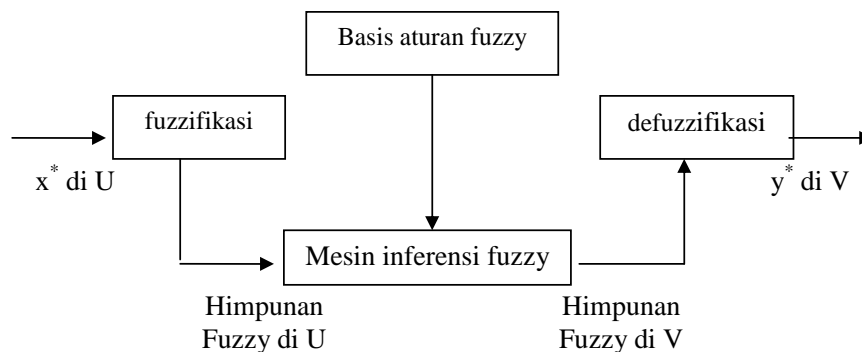 Basis aturan fuzzy
fuzzifikasi
defuzzifikasi
x* di U
y* di V
Mesin inferensi fuzzy
Himpunan
Fuzzy di U
Himpunan
Fuzzy di V